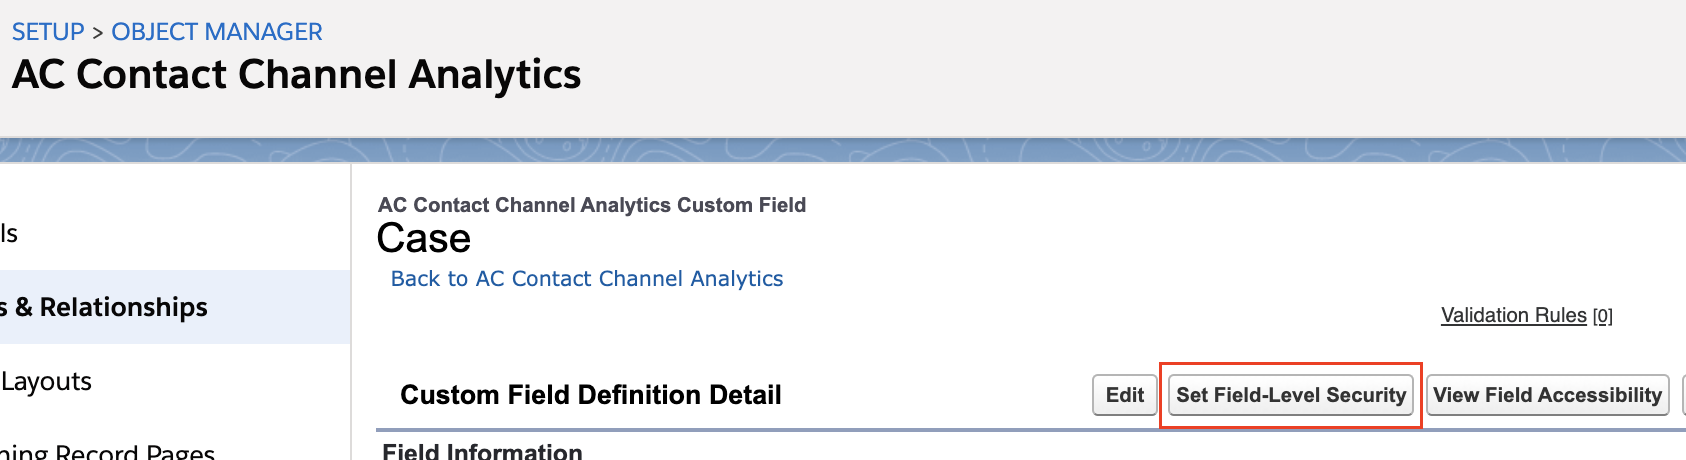 SETUP > OBJECT MANAGER
AC Contact Channel Analytics
ls
s & Relationships
Layouts
ning Record Pages
AC Contact Channel Analytics Custom Field
Case
Back to AC Contact Channel Analytics
Validation Rules [0]
Custom Field Definition Detail
Edit
Set Field-Level Security
View Field Accessibility
Field Information